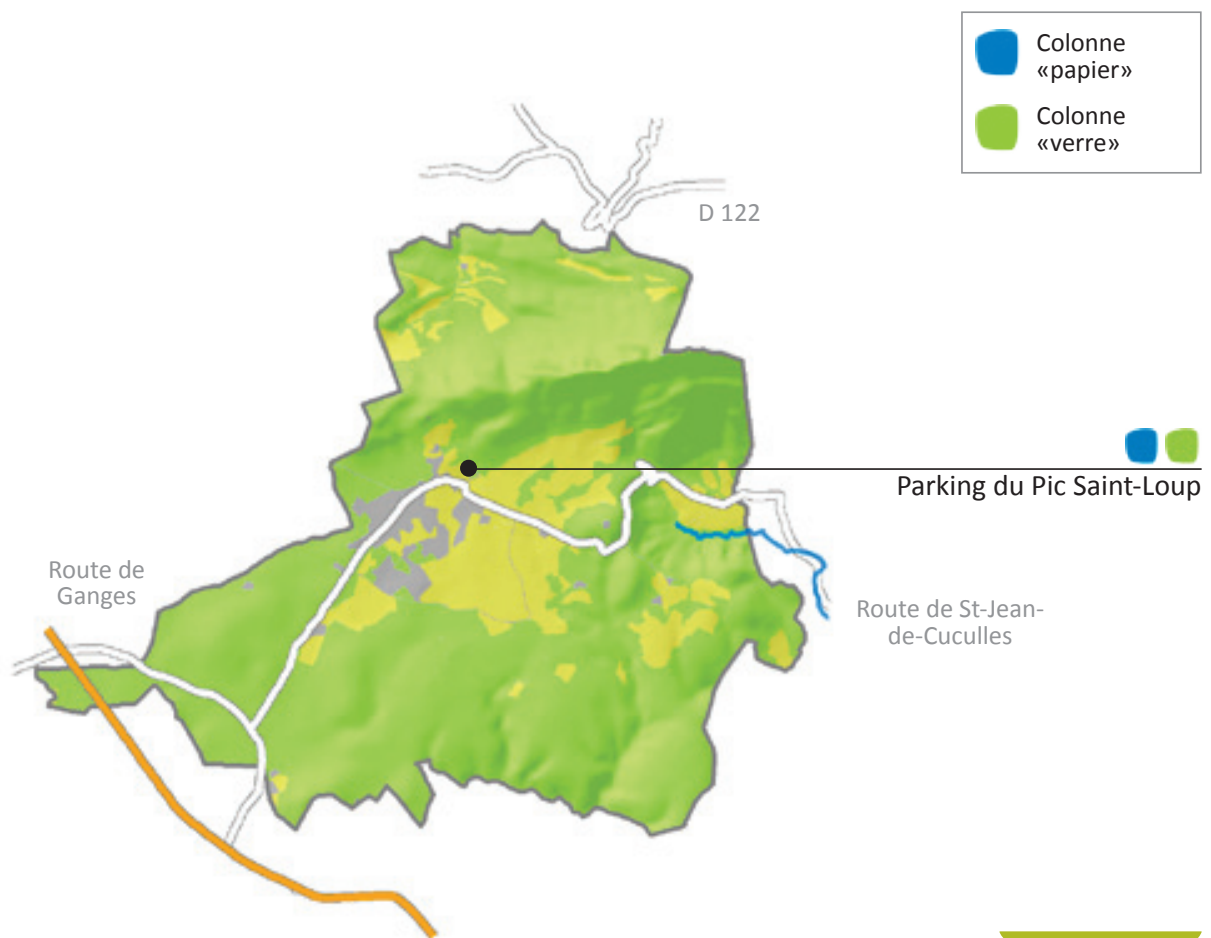 Colonne
«papier»
Colonne
«verre»
D 122
Parking du Pic Saint-Loup
Route de
Ganges
Route de St-Jean-
de-Cuculles